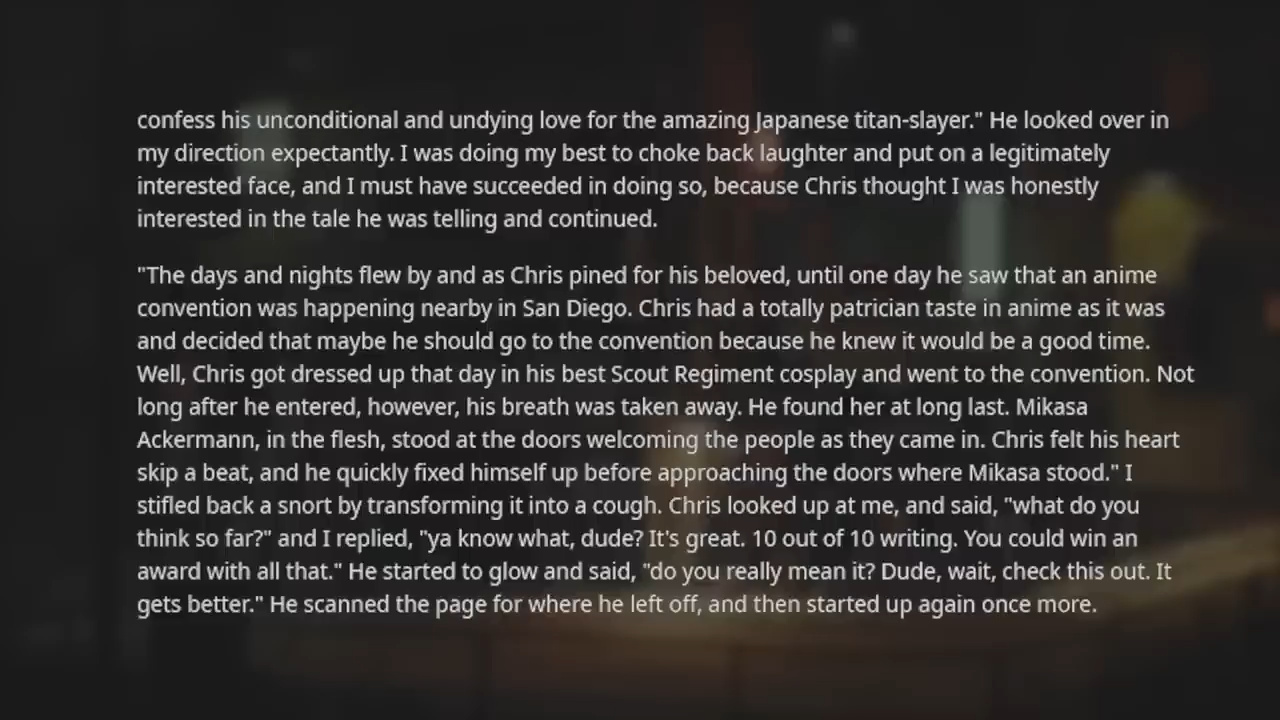 confess his unconditional and undying love for the amazing Japanese titan-slayer." He looked over in
my direction expectantly. I was doing my best to choke back laughter and put on a legitimately
interested face, and I must have succeeded in doing so, because Chris thought I was honestly
interested in the tale he was telling and continued.
"The days and nights flew by and as Chris pined for his beloved, until one day he saw that an anime
convention was happening nearby in San Diego. Chris had a totally patrician taste in anime as it was
and decided that maybe he should go to the convention because he knew it would be a good time.
Well, Chris got dressed up that day in his best Scout Regiment cosplay and went to the convention. Not
long after he entered, however, his breath was taken away. He found her at long last. Mikasa
Ackermann, in the flesh, stood at the doors welcoming the people as they came in. Chris felt his heart
skip a beat, and he quickly fixed himself up before approaching the doors where Mikasa stood." I
stifled back a snort by transforming it into a cough. Chris looked up at me, and said, "what do you
think so far?" and I replied, "ya know what, dude? It's great. 10 out of 10 writing. You could win an
award with all that." He started to glow and said, "do you really mean it? Dude, wait, check this out. It
gets better." He scanned the page for where he left off, and then started up again once more.